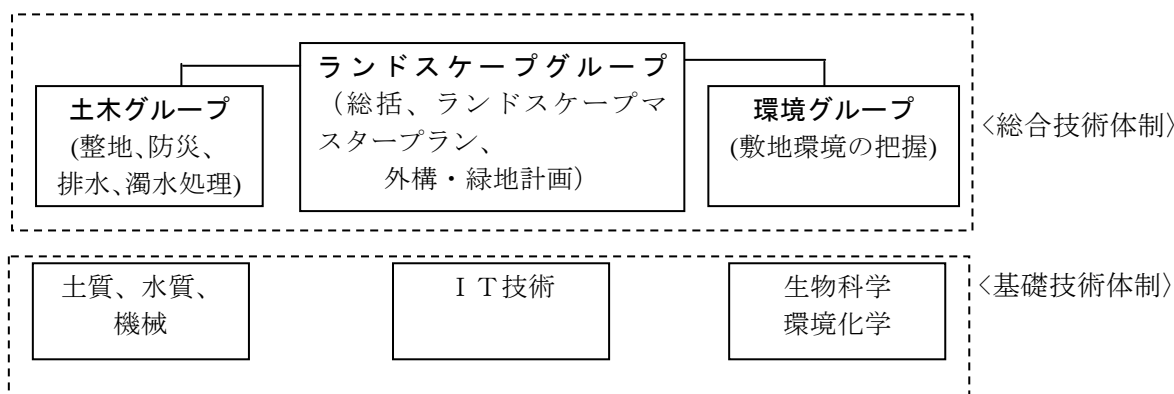 ランドスケープグループ
（総括、ランドスケープマ
スタープラン、
外構・緑地計画）
土木グループ
(整地、防災、
排水、濁水処理)
環境グループ
(敷地環境の把握)
〈総合技術体制〉
土質、水質、
機械
ＩＴ技術
生物科学
環境化学
〈基礎技術体制〉